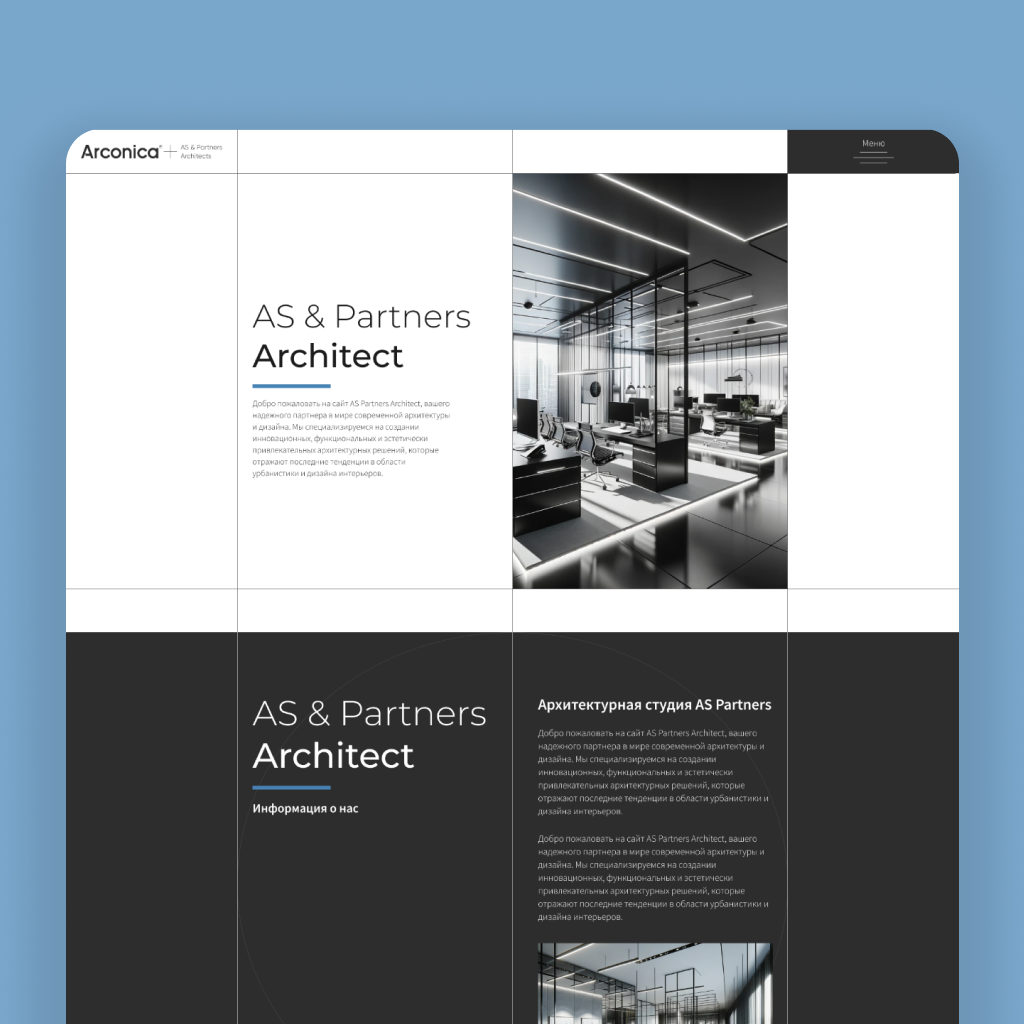 Arconica° AS & Partners
Architects
Меню
AS & Partners
Architect
Добро пожаловать на сайт AS Partners Architect, вашего
надежного партнера в мире современной архитектуры
и дизайна. Мы специализируемся на создании
инновационных, функциональных и эстетически
привлекательных архитектурных решений, которые
отражают последние тенденции в области
урбанистики и дизайна интерьеров.
AS & Partners
Architect
Информация о нас
Архитектурная студия AS Partners
Добро пожаловать на сайт AS Partners Architect, вашего
надежного партнера в мире современной архитектуры и
дизайна. Мы специализируемся на создании
инновационных, функциональных и эстетически
привлекательных архитектурных решений, которые
отражают последние тенденции в области урбанистики и
дизайна интерьеров.
Добро пожаловать на сайт AS Partners Architect, вашего
надежного партнера в мире современной архитектуры и
дизайна. Мы специализируемся на создании
инновационных, функциональных и эстетически
привлекательных архитектурных решений, которые
отражают последние тенденции в области урбанистики и
дизайна интерьеров.